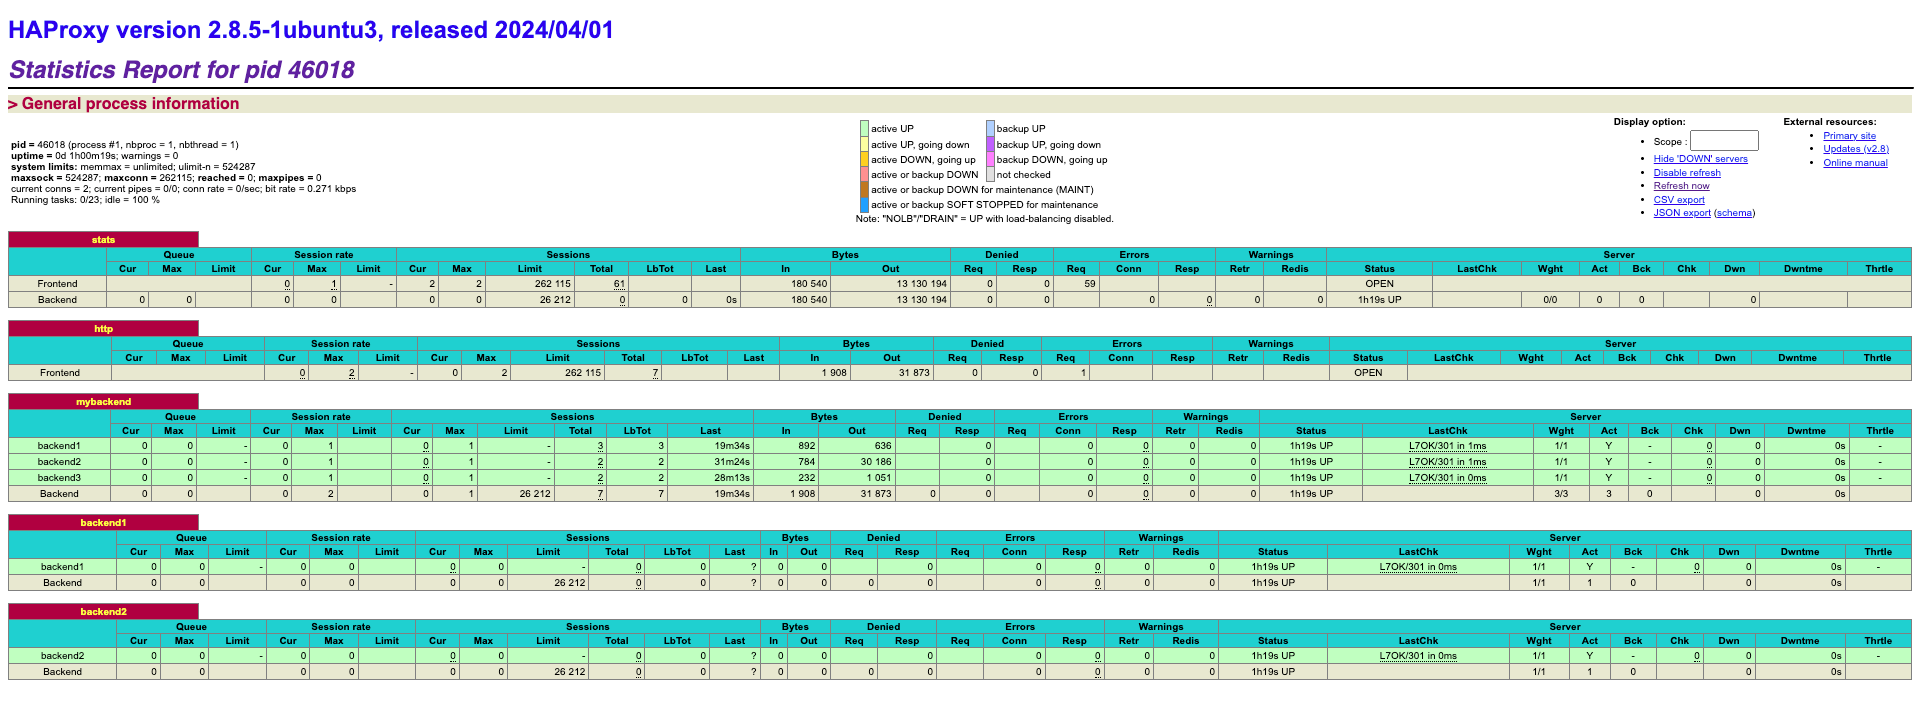 HAProxy version 2.8.5-1ubuntu3, released 2024/04/01
Statistics Report for pid 46018
> General process information
pid = 46018 (process #1, nbproc = 1, nbthread = 1)
uptime = 0d 1h00m19s; warnings = 0
system limits: memmax = unlimited; ulimit-n = 524287
maxsock = 524287; maxconn = 262115; reached = 0; maxpipes = 0
current conns = 2; current pipes = 0/0; conn rate = 0/sec; bit rate = 0.271 kbps
Running tasks: 0/23; idle = 100 %
active UP backup UP
active UP, going down backup UP, going down
active DOWN, going up backup DOWN, going up
active or backup DOWN not checked
active or backup DOWN for maintenance (MAINT)
active or backup SOFT STOPPED for maintenance
Note: "NOLB"/"DRAIN" = UP with load-balancing disabled.
Display option:
• Scope :
• Hide 'DOWN' servers
• Disable refresh
• Refresh now
• CSV export
• JSON export (schema)
External resources:
• Primary site
• Updates (v2.8)
• Online manual
stats
Queue Session rate Sessions Bytes Denied Errors Warnings Server
Cur Max Limit Cur Max Limit Cur Max Limit Total LbTot Last In Out Req Resp Req Conn Resp Retr Redis Status LastChk Wght Act Bck Chk Dwn Dwntme Thrtle
Frontend 0 1 - 2 2 262 115 61 180 540 13 130 194 0 0 59 OPEN
Backend 0 0 0 0 0 0 26 212 0 0 0s 180 540 13 130 194 0 0 0 0 0 0 1h19s UP 0/0 0 0 0
http
Queue Session rate Sessions Bytes Denied Errors Warnings Server
Cur Max Limit Cur Max Limit Cur Max Limit Total LbTot Last In Out Req Resp Req Conn Resp Retr Redis Status LastChk Wght Act Bck Chk Dwn Dwntme Thrtle
Frontend 0 2 - 0 2 262 115 7 1 908 31 873 0 0 1 OPEN
mybackend
Queue Session rate Sessions Bytes Denied Errors Warnings Server
Cur Max Limit Cur Max Limit Cur Max Limit Total LbTot Last In Out Req Resp Req Conn Resp Retr Redis Status LastChk Wght Act Bck Chk Dwn Dwntme Thrtle
backend1 0 0 - 0 1 0 1 - 3 3 19m34s 892 636 0 0 0 0 0 1h19s UP L7OK/301 in 1ms 1/1 Y - 0 0 0s -
backend2 0 0 - 0 1 0 1 - 2 2 31m24s 784 30 186 0 0 0 0 0 1h19s UP L7OK/301 in 1ms 1/1 Y - 0 0 0s -
backend3 0 0 - 0 1 0 1 - 2 2 28m13s 232 1 051 0 0 0 0 0 1h19s UP L7OK/301 in 0ms 1/1 Y - 0 0 0s -
Backend 0 0 0 2 0 1 26 212 7 7 19m34s 1 908 31 873 0 0 0 0 0 0 1h19s UP 3/3 3 0 0 0s
backend1
Queue Session rate Sessions Bytes Denied Errors Warnings Server
Cur Max Limit Cur Max Limit Cur Max Limit Total LbTot Last In Out Req Resp Req Conn Resp Retr Redis Status LastChk Wght Act Bck Chk Dwn Dwntme Thrtle
backend1 0 0 - 0 0 0 0 - 0 0 ? 0 0 0 0 0 0 0 1h19s UP L7OK/301 in 0ms 1/1 Y - 0 0 0s -
Backend 0 0 0 0 0 0 26 212 0 0 ? 0 0 0 0 0 0 0 0 1h19s UP 1/1 1 0 0 0s
backend2
Queue Session rate Sessions Bytes Denied Errors Warnings Server
Cur Max Limit Cur Max Limit Cur Max Limit Total LbTot Last In Out Req Resp Req Conn Resp Retr Redis Status LastChk Wght Act Bck Chk Dwn Dwntme Thrtle
backend2 0 0 - 0 0 0 0 - 0 0 ? 0 0 0 0 0 0 0 1h19s UP L7OK/301 in 0ms 1/1 Y - 0 0 0s -
Backend 0 0 0 0 0 0 26 212 0 0 ? 0 0 0 0 0 0 0 0 1h19s UP 1/1 1 0 0 0s